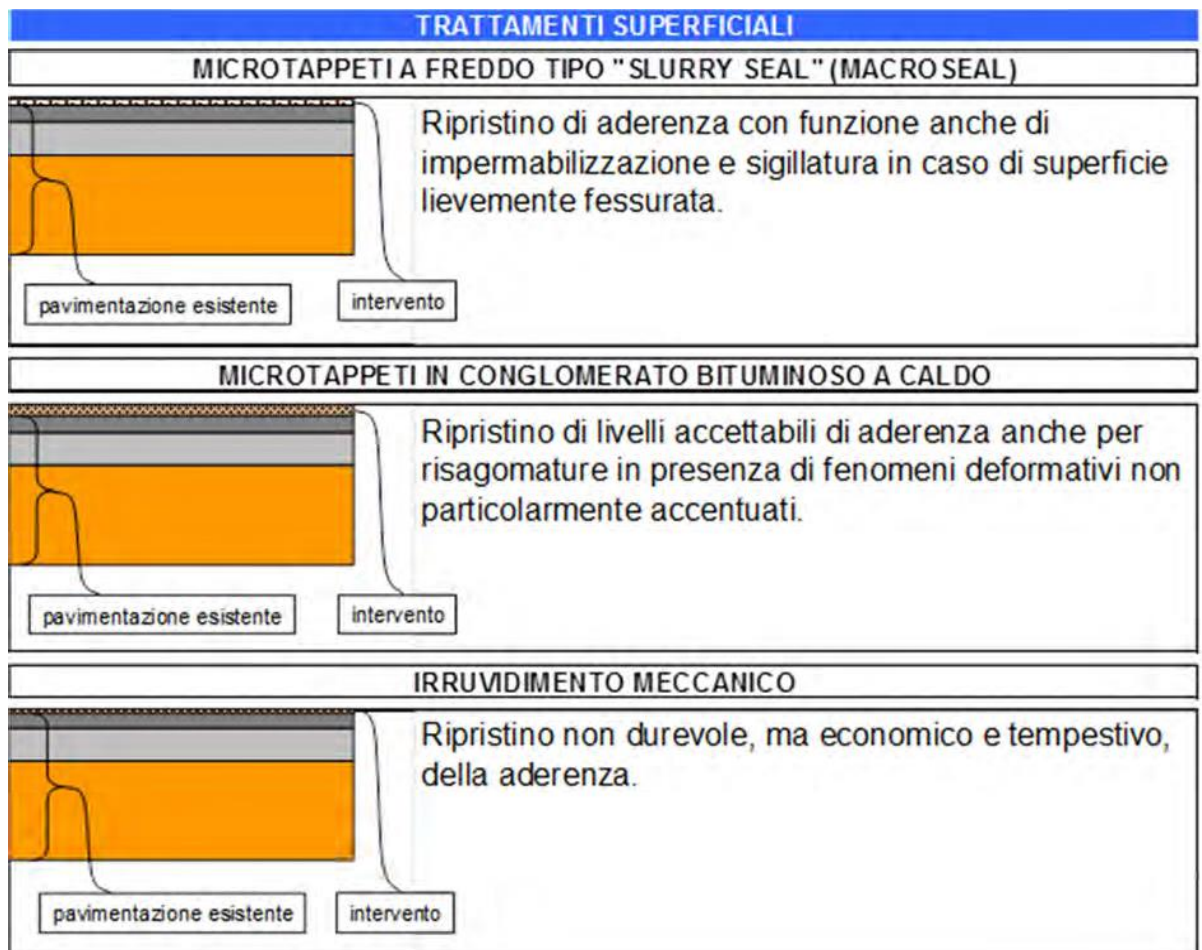 TRATTAMENTI SUPERFICIALI
MICROTAPPETI A FREDDO TIPO "SLURRY SEAL" (MACROSEAL)
Ripristino di aderenza con funzione anche di
impermabilizzazione e sigillatura in caso di superficie
lievemente fessurata.
pavimentazione esistente
intervento
MICROTAPPETI IN CONGLOMERATO BITUMINOSO A CALDO
Ripristino di livelli accettabili di aderenza anche per
risagomature in presenza di fenomeni deformativi non
particolarmente accentuati.
pavimentazione esistente
intervento
IRRUVIDIMENTO MECCANICO
Ripristino non durevole, ma economico e tempestivo,
della aderenza.
pavimentazione esistente
intervento